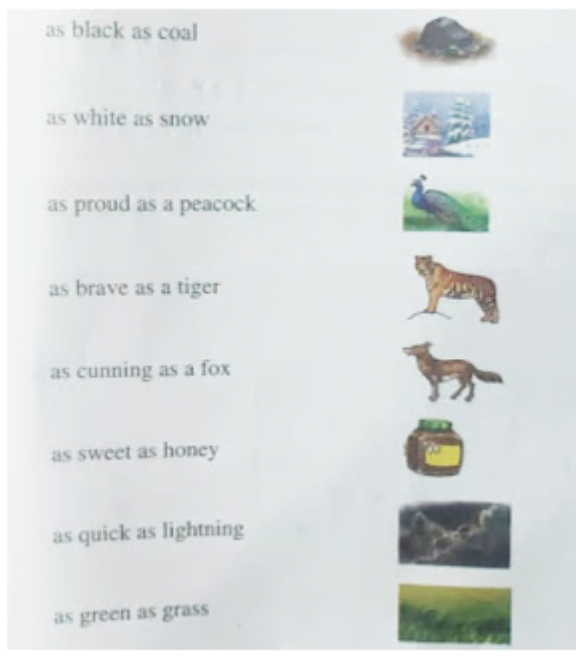 as black as coal
as white as snow
as proud as a peacock
as brave as a tiger
as cunning as a fox
as sweet as honey
as quick as lightning
as green as grass